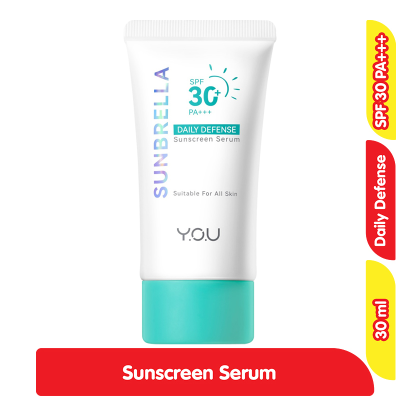 SUNBRELLA
SPF
30+
PA+++
DAILY DEFENSE
Sunscreen Serum
Suitable For All Skin
Y.O.U
SPF 30 PA+++
Daily Defense
30 ml
Sunscreen Serum